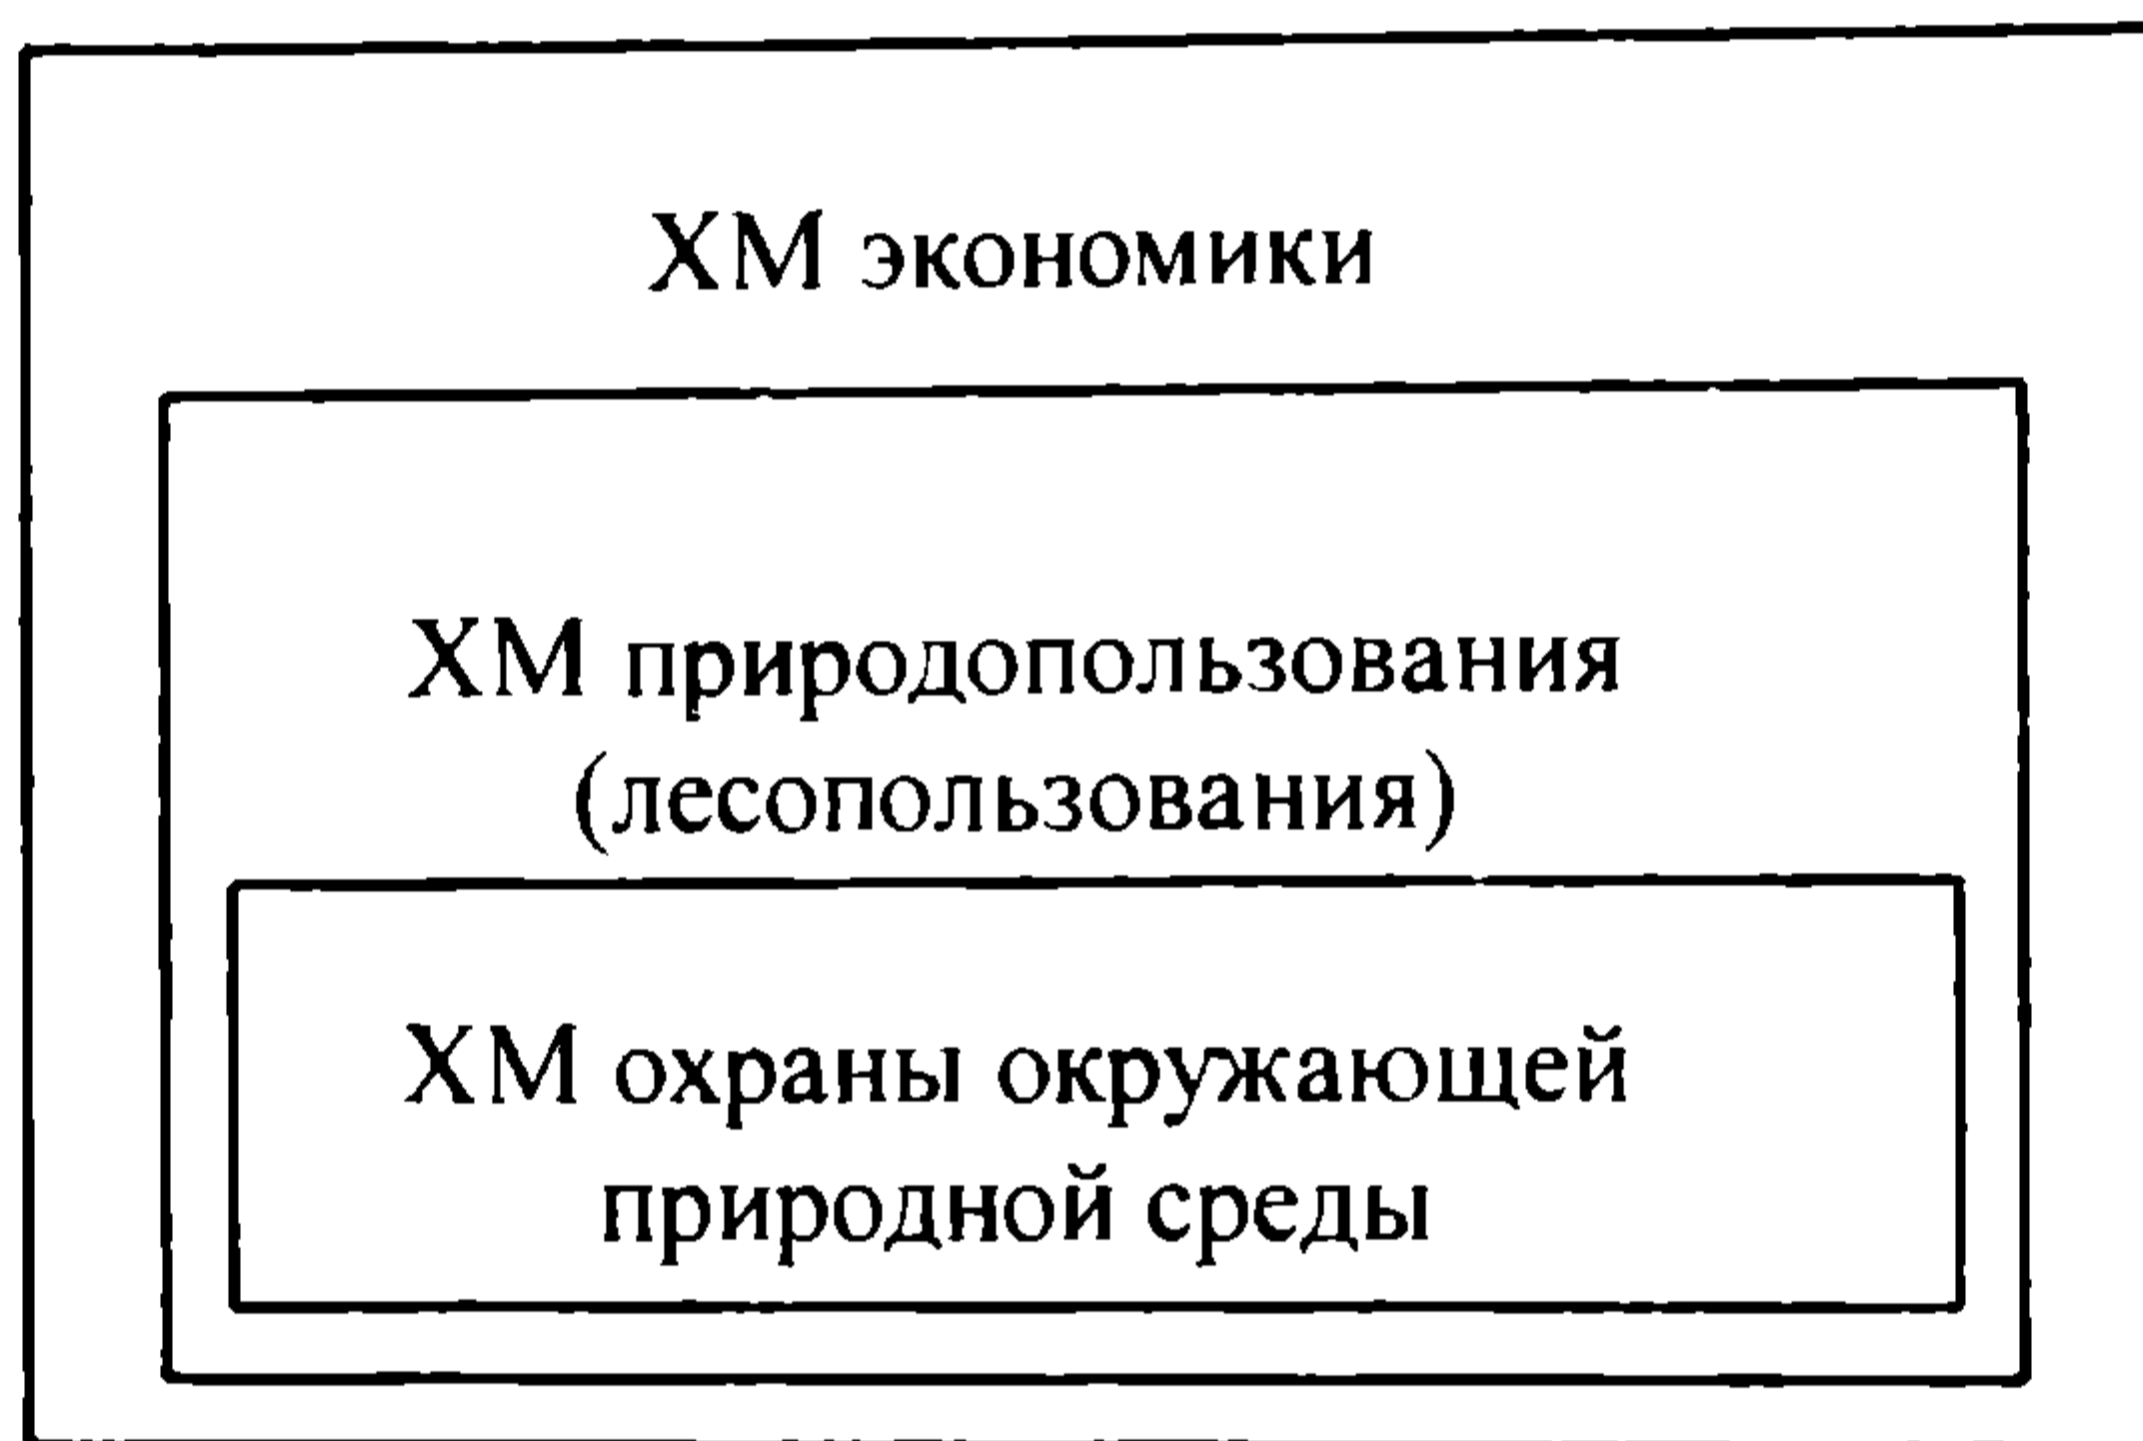 ХМ экономики
ХМ природопользования
(лесопользования)
ХМ охраны окружающей
природной среды